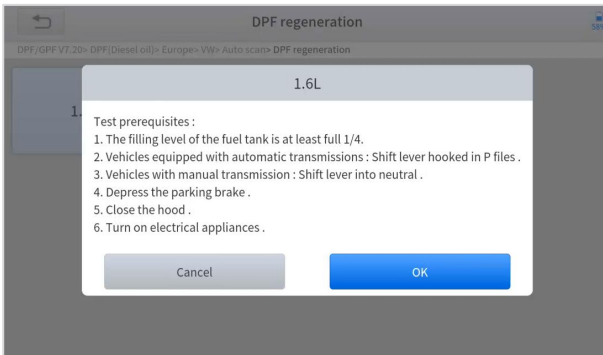 DPF regeneration
58%
DPF/GPF V7.20> DPF(Diesel oil)> Europe> VW> Auto scan> DPF regeneration
1.6L
1.
Test prerequisites :
1. The filling level of the fuel tank is at least full 1/4.
2. Vehicles equipped with automatic transmissions : Shift lever hooked in P files .
3. Vehicles with manual transmission : Shift lever into neutral .
4. Depress the parking brake .
5. Close the hood .
6. Turn on electrical appliances .
Cancel
OK